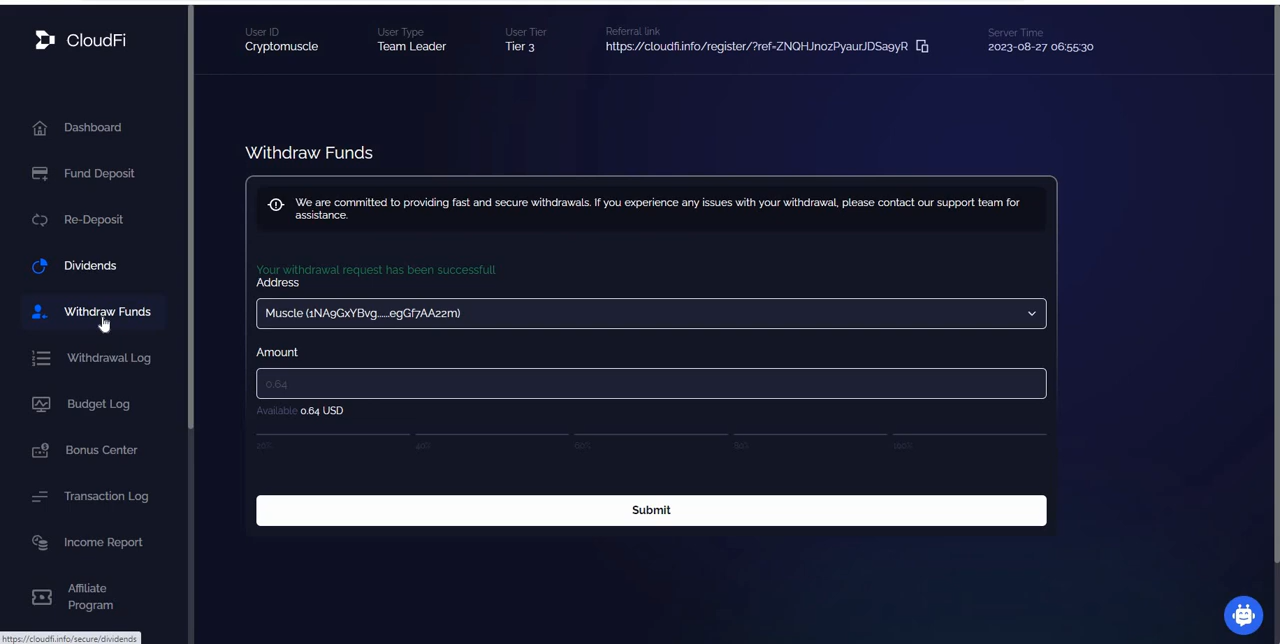 CloudFi
User ID
Cryptomuscle
User Type
Team Leader
User Tier
Tier 3
Referral link
https://cloudfi.info/register/?ref=ZNQHJnozPyaurJDSa9yR
Server Time
2023-08-27 06:55:30
Dashboard
Fund Deposit
Re-Deposit
Dividends
Withdraw Funds
Withdrawal Log
Budget Log
Bonus Center
Transaction Log
Income Report
Affiliate
Program
Withdraw Funds
We are committed to providing fast and secure withdrawals. If you experience any issues with your withdrawal, please contact our support team for
assistance.
Your withdrawal request has been successfull
Address
Muscle (1NA9GxYBvg......egGf7AA22m)
Amount
0.64
Available 0.64 USD
20%
40%
100%
Submit
https://cloudfi.info/secure/dividends